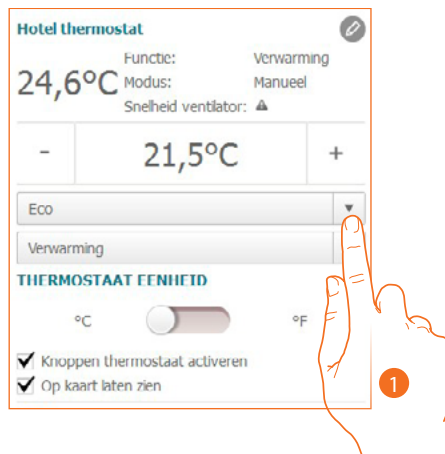 Hotel thermostat
24,6°C
Functie: Verwarming
Modus: Manueel
Snelheid ventilator:
- 21,5°C +
Eco
Verwarming
THERMOSTAAT EENHEID
°C °F
Knoppen thermostaat activeren
Op kaart laten zien
1